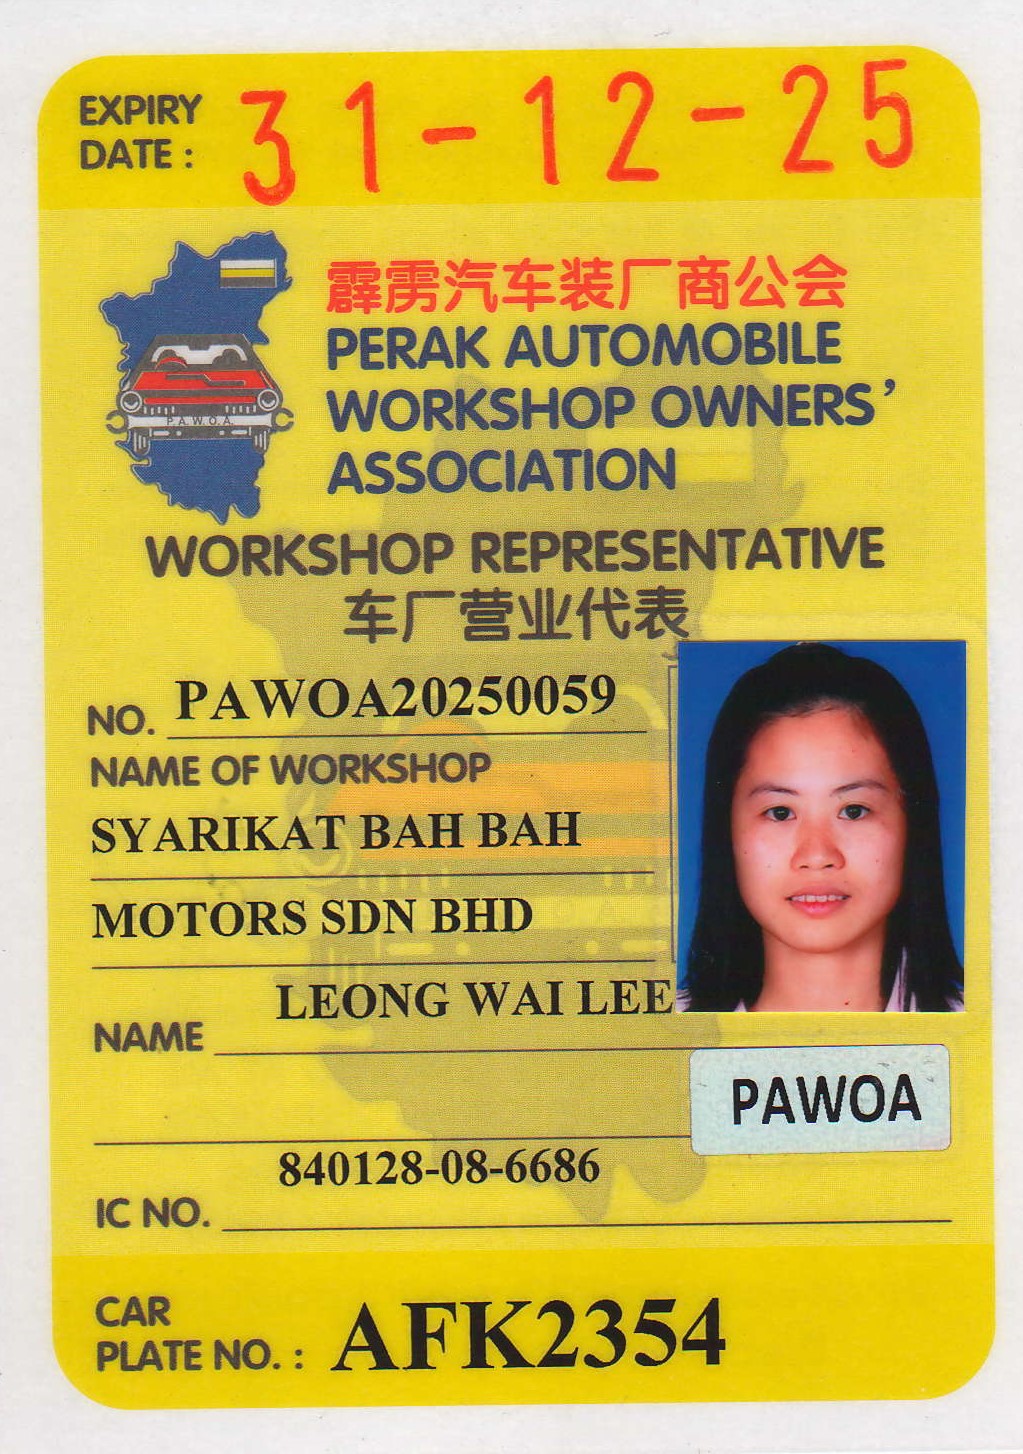 EXPIRY
DATE : 31-12-25
霹雳汽车装厂商公会
PERAK AUTOMOBILE
WORKSHOP OWNERS'
ASSOCIATION
P.A.W.O.A.
WORKSHOP REPRESENTATIVE
车厂营业代表
NO. PAWOA20250059
NAME OF WORKSHOP
SYARIKAT BAH BAH
MOTORS SDN BHD
NAME LEONG WAI LEE
PAWOA
IC NO. 840128-08-6686
CAR
PLATE NO. : AFK2354